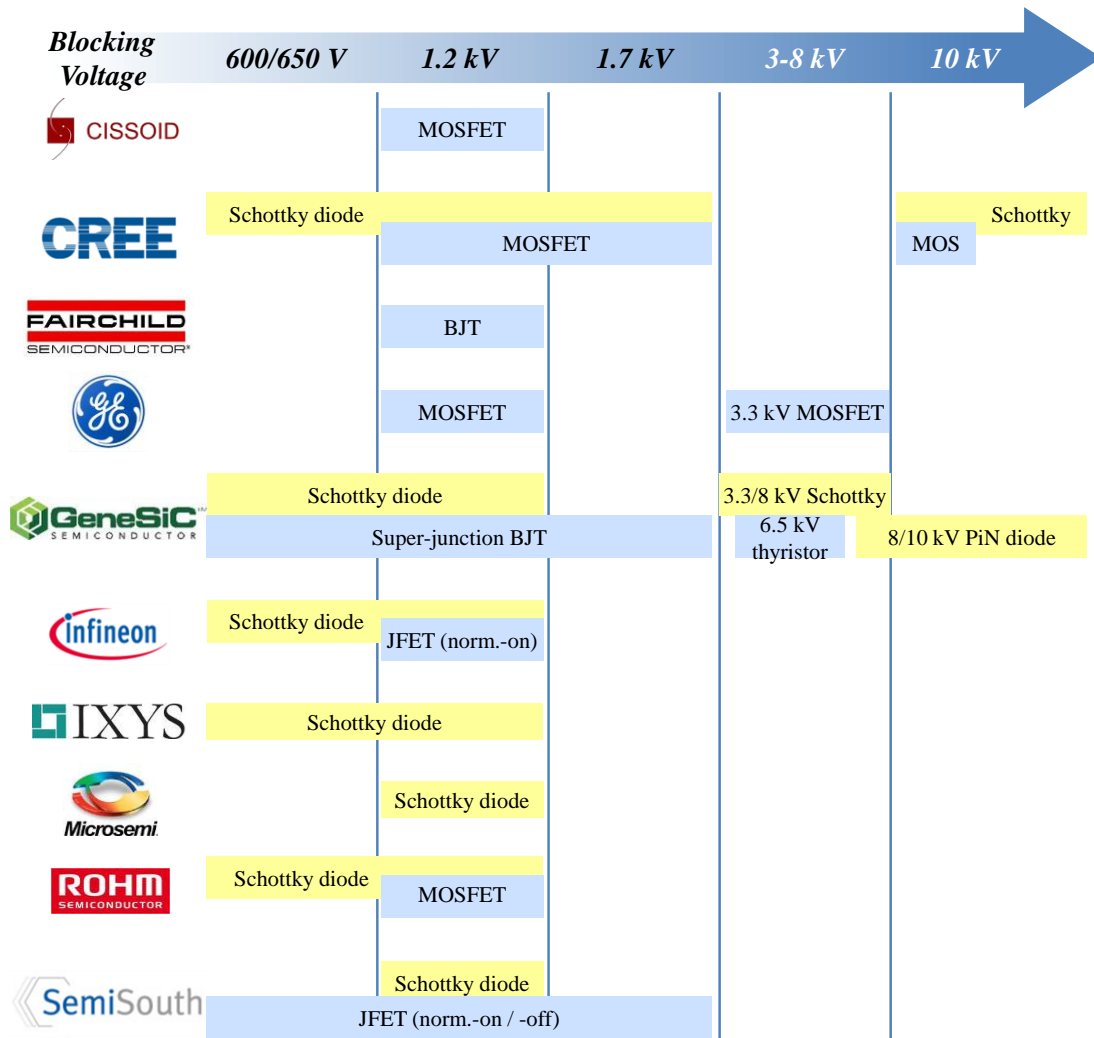 Blocking
Voltage
600/650 V
1.2 kV
1.7 kV
3-8 kV
10 kV
CISSOID
MOSFET
CREE
Schottky diode
Schottky
MOSFET
MOS
FAIRCHILD
SEMICONDUCTOR®
BJT
GE
MOSFET
3.3 kV MOSFET
GeneSiC™
SEMICONDUCTOR
Schottky diode
3.3/8 kV Schottky
Super-junction BJT
6.5 kV
thyristor
8/10 kV PiN diode
infineon
Schottky diode
JFET (norm.-on)
IXYS
Schottky diode
Microsemi.
Schottky diode
ROHM
SEMICONDUCTOR
Schottky diode
MOSFET
SemiSouth
Schottky diode
JFET (norm.-on / -off)